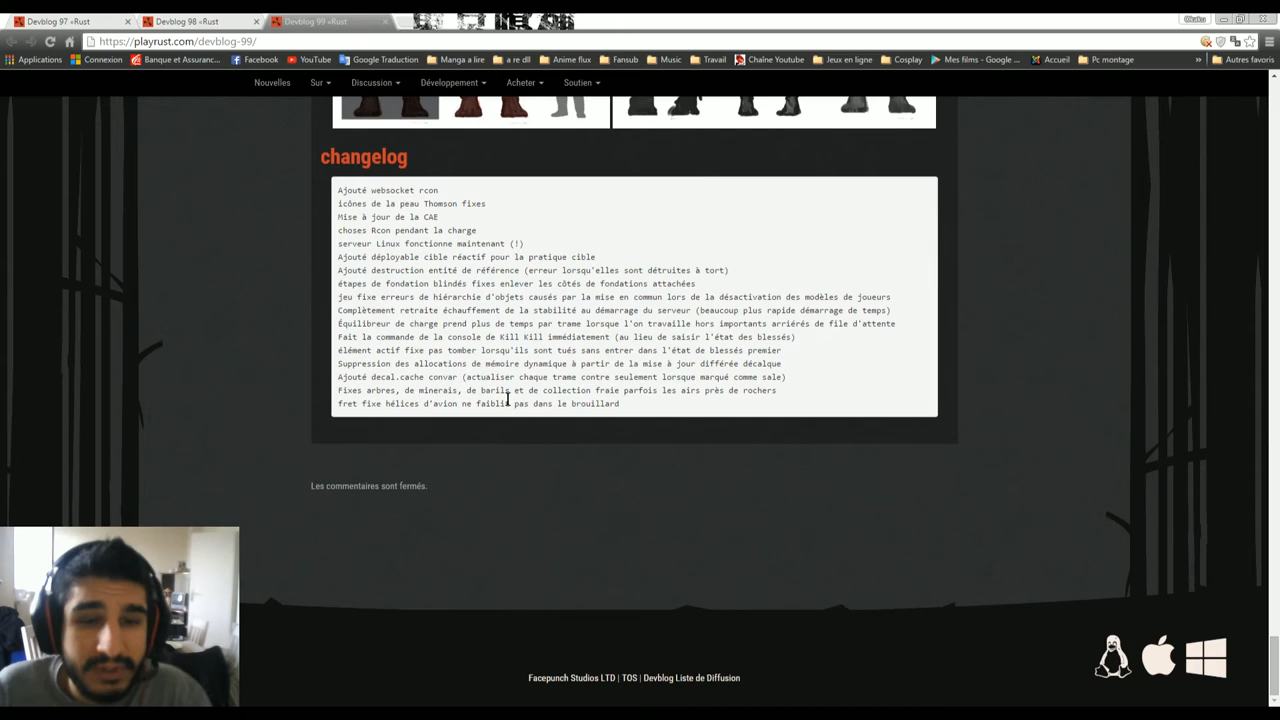 Devblog 97 «Rust
Devblog 98 «Rust
Devblog 99 «Rust
Okaku
https://playrust.com/devblog-99/
Applications Connexion Banque et Assuranc... Facebook YouTube Google Traduction Manga a lire a re dl Anime flux Fansub Music Travail Chaîne Youtube Jeux en ligne Cosplay Mes films - Google ... Accueil Pc montage » Autres favoris
Nouvelles Sur Discussion Développement Acheter Soutien
changelog
Ajouté websocket rcon
icônes de la peau Thomson fixes
Mise à jour de la CAE
choses Rcon pendant la charge
serveur Linux fonctionne maintenant (!)
Ajouté déployable cible réactif pour la pratique cible
Ajouté destruction entité de référence (erreur lorsqu'elles sont détruites à tort)
étapes de fondation blindés fixes enlever les côtés de fondations attachées
jeu fixe erreurs de hiérarchie d'objets causés par la mise en commun lors de la désactivation des modèles de joueurs
Complètement retraite échauffement de la stabilité au démarrage du serveur (beaucoup plus rapide démarrage de temps)
Équilibreur de charge prend plus de temps par trame lorsque l'on travaille hors importants arriérés de file d'attente
Fait la commande de la console de Kill Kill immédiatement (au lieu de saisir l'état des blessés)
élément actif fixe pas tomber lorsqu'ils sont tués sans entrer dans l'état de blessés premier
Suppression des allocations de mémoire dynamique à partir de la mise à jour différée décalque
Ajouté decal.cache convar (actualiser chaque trame contre seulement lorsque marqué comme sale)
Fixes arbres, de minerais, de barils et de collection fraie parfois les airs près de rochers
fret fixe hélices d'avion ne faiblit pas dans le brouillard
Les commentaires sont fermés.
Facepunch Studios LTD | TOS | Devblog Liste de Diffusion